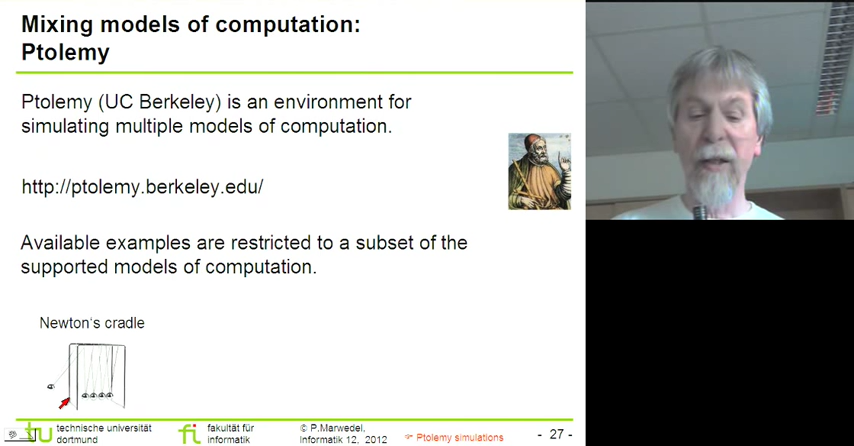 Mixing models of computation:
Ptolemy
Ptolemy (UC Berkeley) is an environment for
simulating multiple models of computation.
http://ptolemy.berkeley.edu/
Available examples are restricted to a subset of the
supported models of computation.
Newton's cradle
tu technische universität
dortmund
fi fakultät für
informatik
© P.Marwedel,
Informatik 12, 2012
☞ Ptolemy simulations
- 27 -